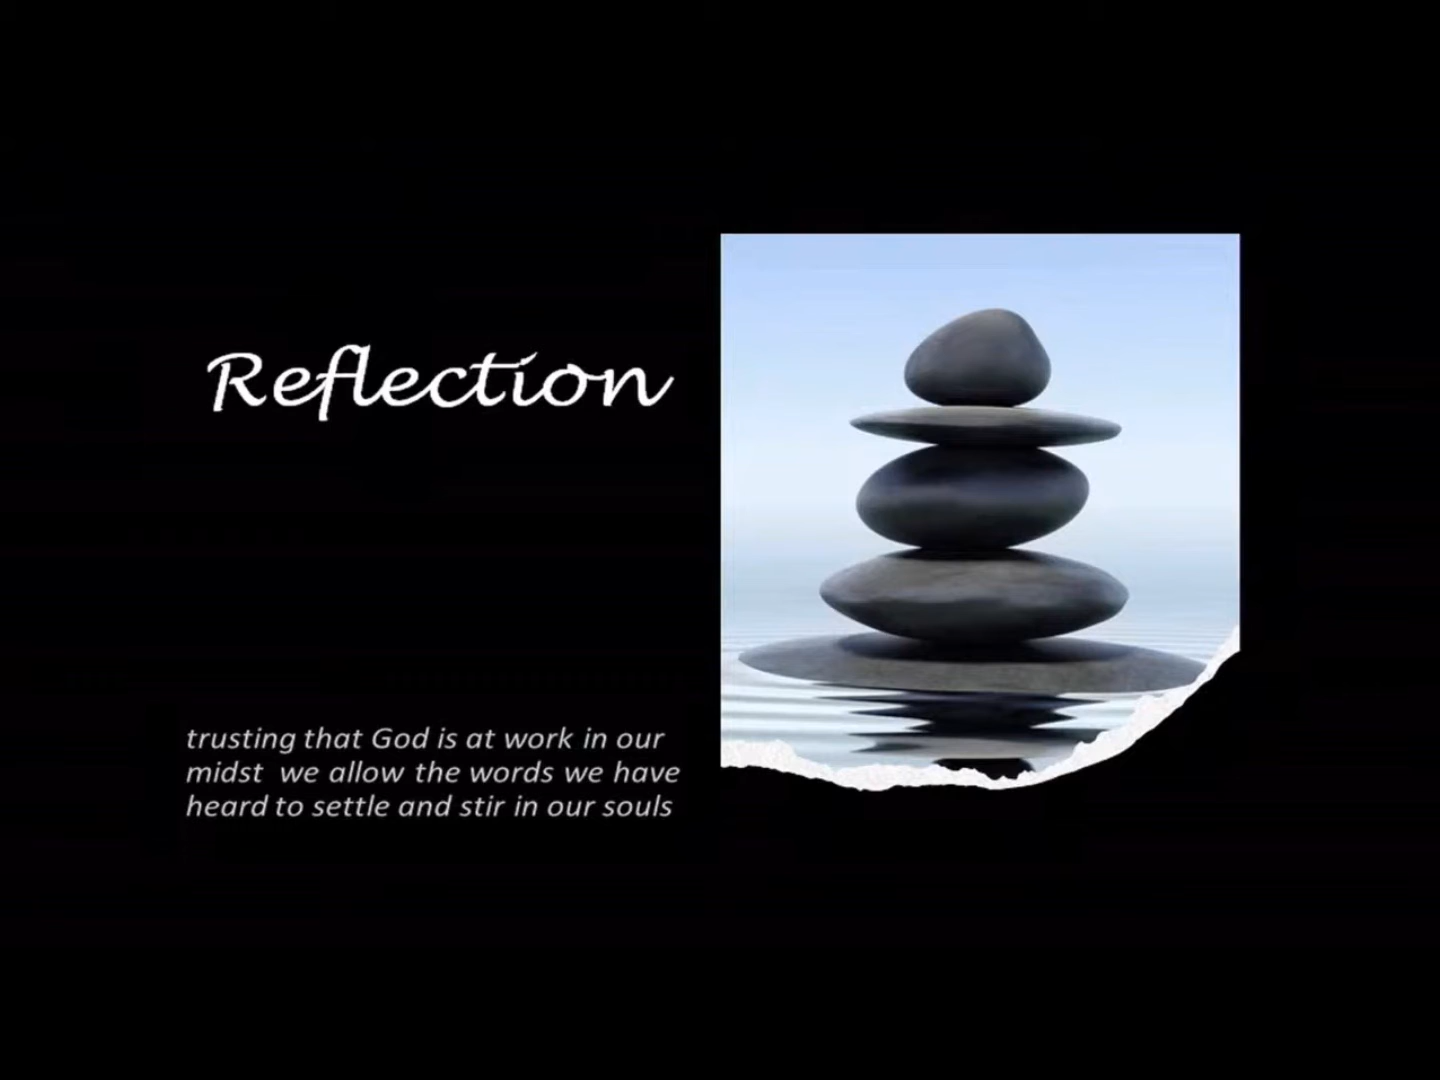 Reflection
trusting that God is at work in our
midst  we allow the words we have
heard to settle and stir in our souls